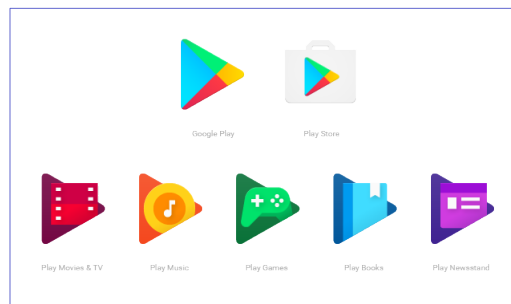 Google Play
Play Store
Play Movies & TV
Play Music
Play Games
Play Books
Play Newsstand